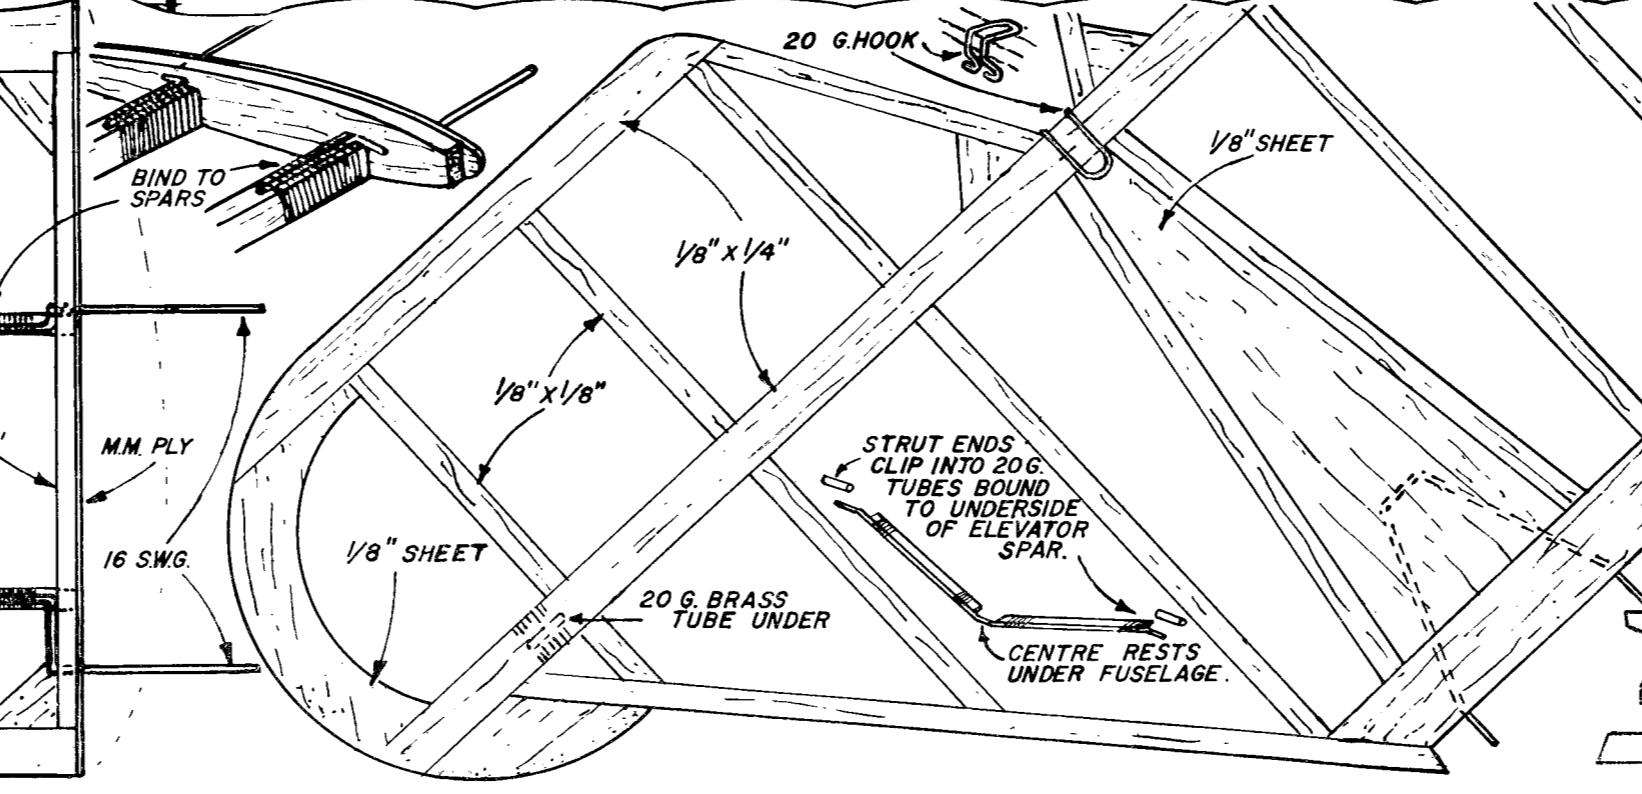 20 G. HOOK
1/8" SHEET
BIND TO
SPARS
1/8" X 1/4"
1/8" X 1/8"
M.M. PLY
STRUT ENDS
CLIP INTO 20 G.
TUBES BOUND
TO UNDERSIDE
OF ELEVATOR
SPAR.
16 S.W.G.
1/8" SHEET
20 G. BRASS
TUBE UNDER
CENTRE RESTS
UNDER FUSELAGE.